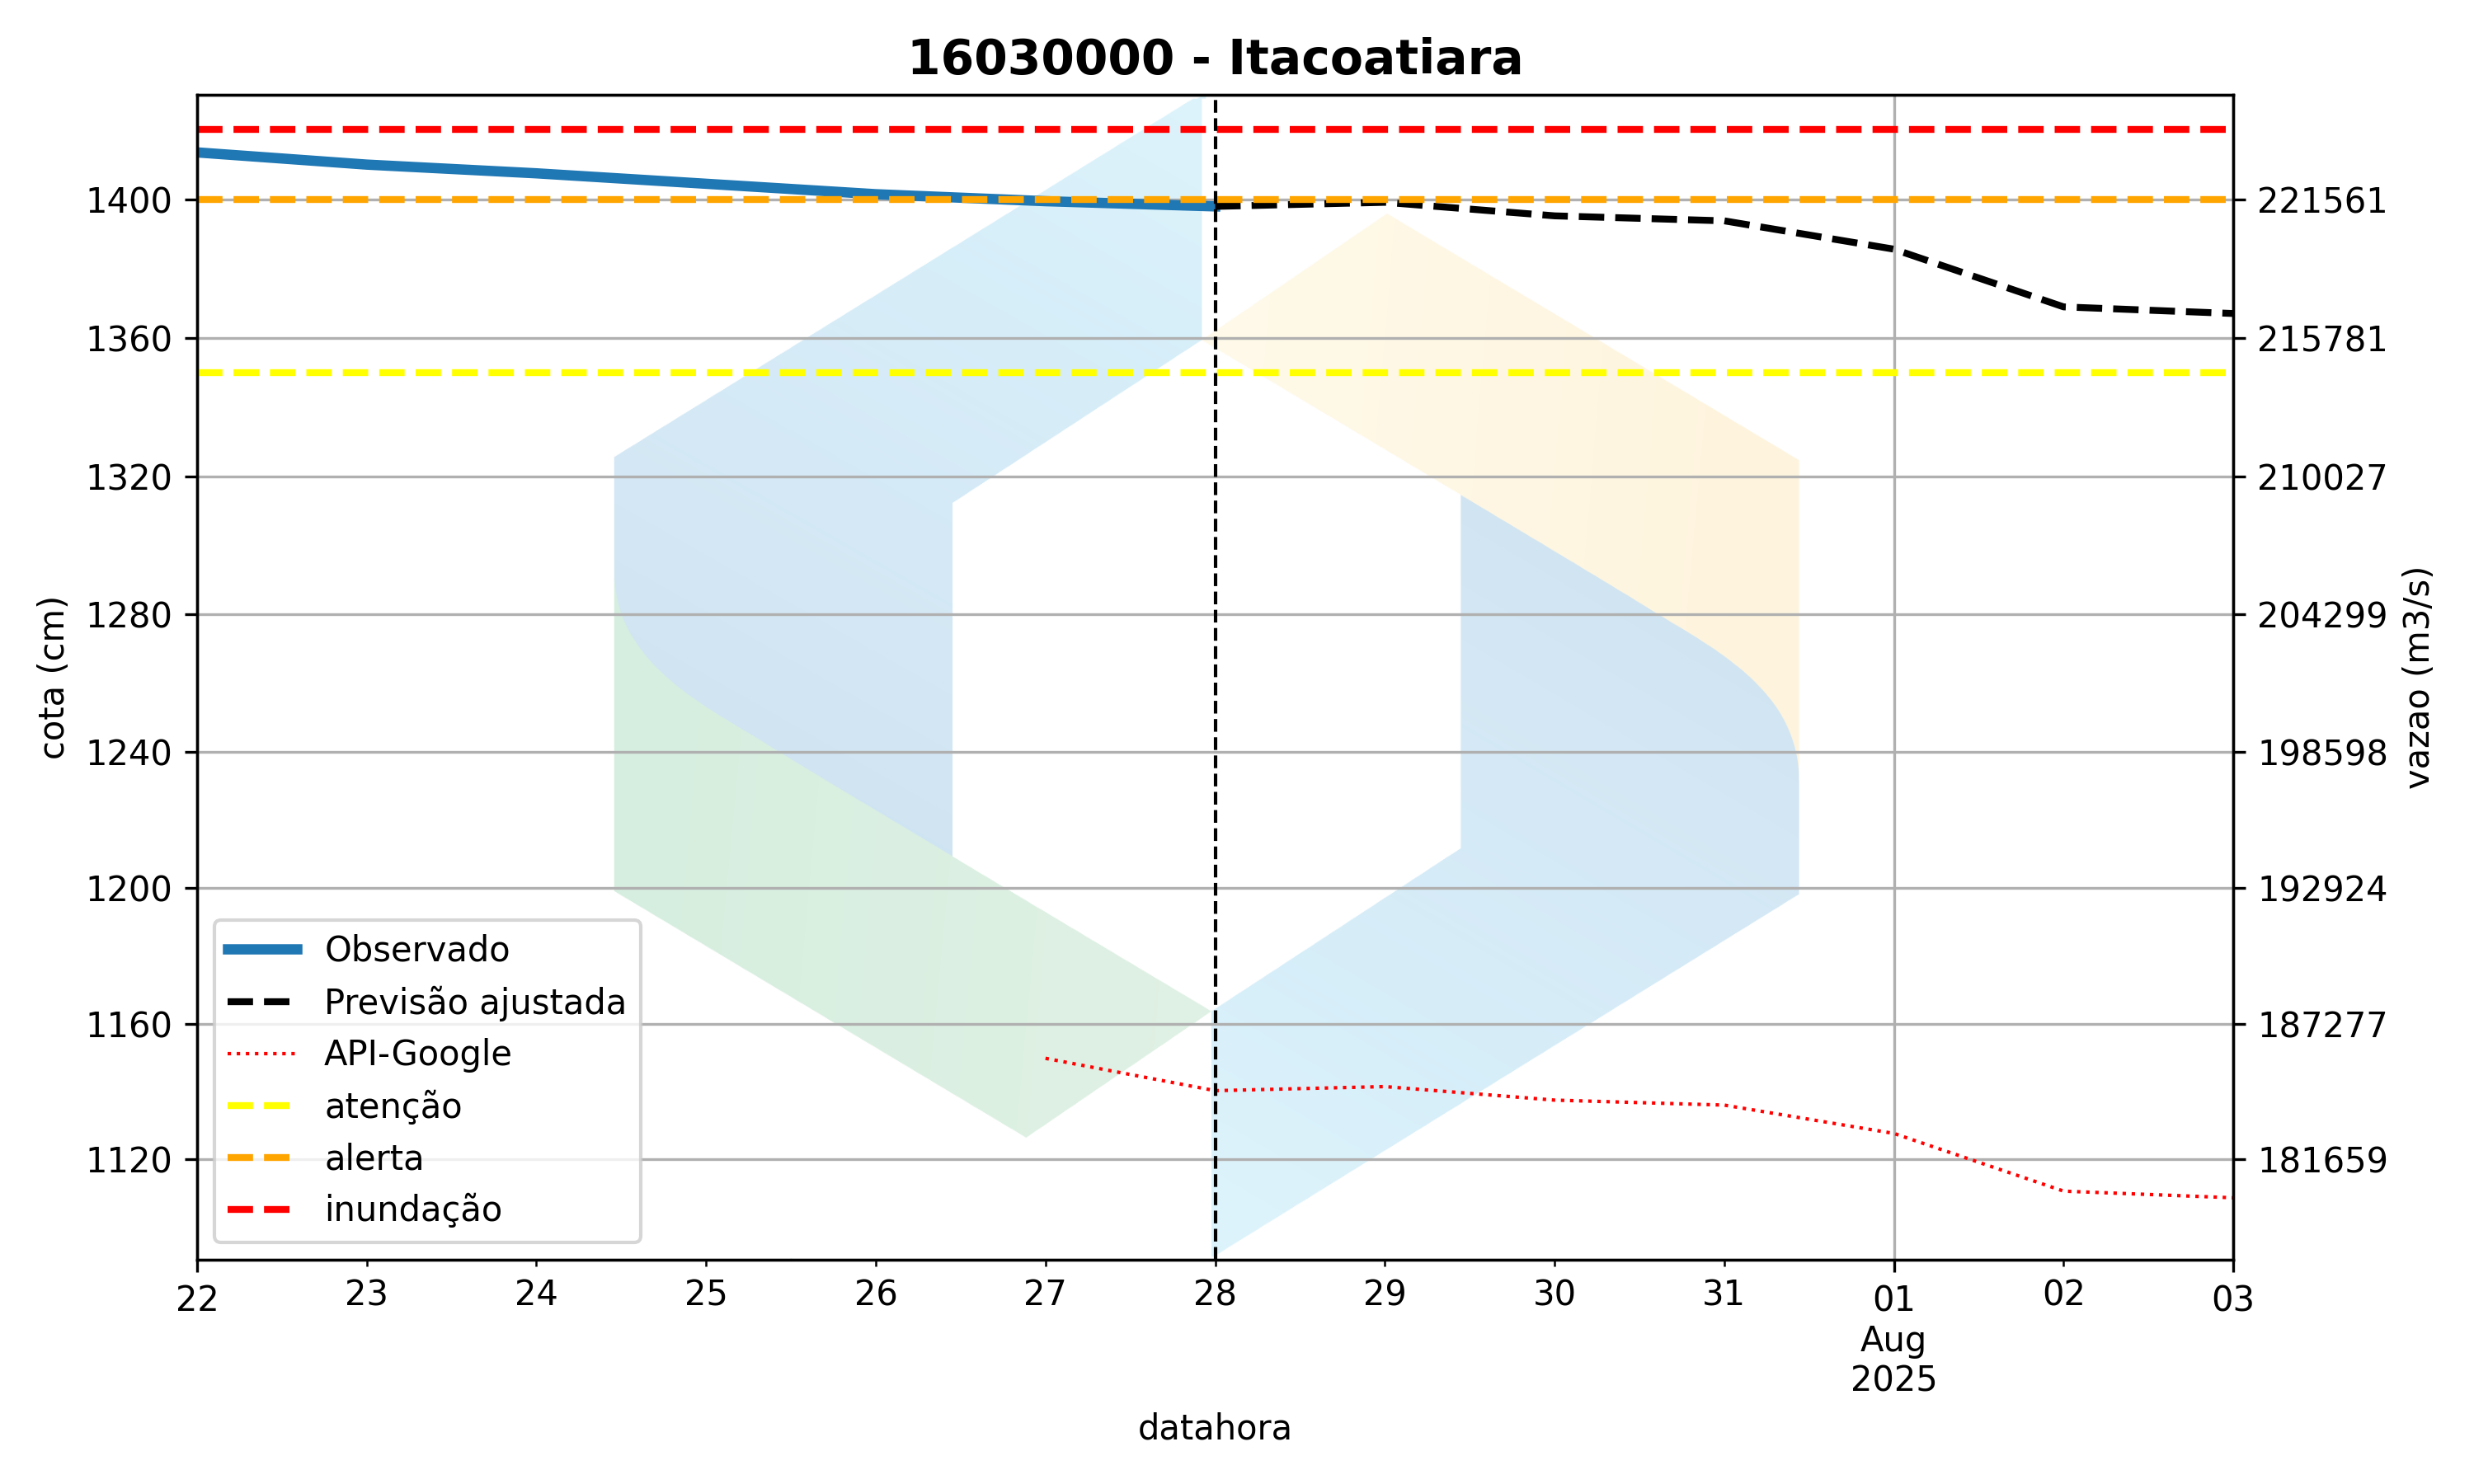 16030000 - Itacoatiara
cota (cm)
1400
1360
1320
1280
1240
1200
1160
1120
221561
215781
210027
204299
198598
192924
187277
181659
vazao (m3/s)
Observado
Previsão ajustada
API-Google
atenção
alerta
inundação
22 23 24 25 26 27 28 29 30 31 01 02 03
Aug
2025
datahora